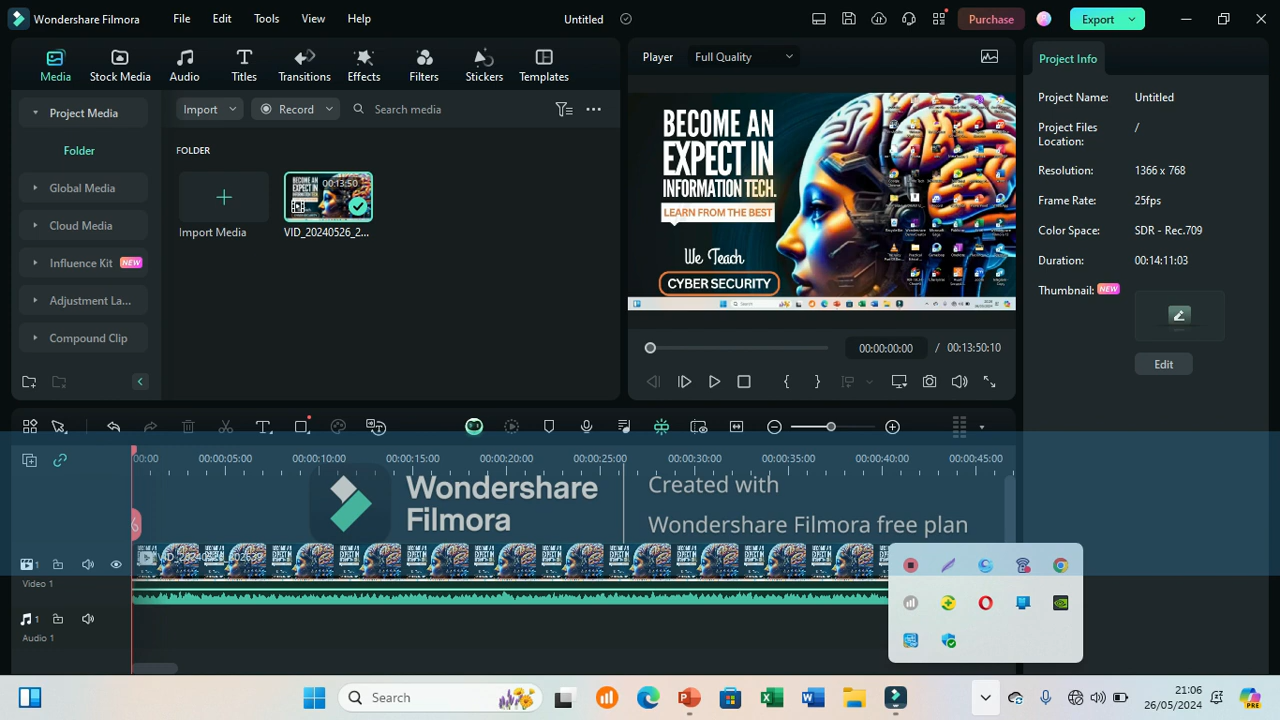 Wondershare Filmora
File
Edit
Tools
View
Help
Untitled
Purchase
Export
Media
Stock Media
Audio
Titles
Transitions
Effects
Filters
Stickers
Templates
Player
Full Quality
Project Info
Project Media
Folder
Global Media
Cloud Media
Influence Kit NEW
Adjustment La...
Compound Clip
Import
Record
Search media
FOLDER
Import Media
00:13:50
VID_20240526_2...
BECOME AN
EXPECT IN
INFORMATION TECH.
LEARN FROM THE BEST
We Teach
CYBER SECURITY
00:00:00:00 / 00:13:50:10
Project Name: Untitled
Project Files
Location: /
Resolution: 1366 x 768
Frame Rate: 25fps
Color Space: SDR - Rec.709
Duration: 00:14:11:03
Thumbnail: NEW
Edit
00:00
00:00:05:00
00:00:10:00
00:00:15:00
00:00:20:00
00:00:25:00
00:00:30:00
00:00:35:00
00:00:40:00
00:00:45:00
Wondershare
Filmora
Created with
Wondershare Filmora free plan
1
Video 1
1
Audio 1
Search
21:06
26/05/2024
PRE